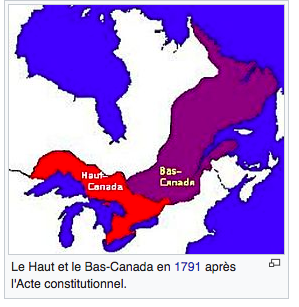 Haut-
Canada
Bas-
Canada
Le Haut et le Bas-Canada en 1791 après
l'Acte constitutionnel.